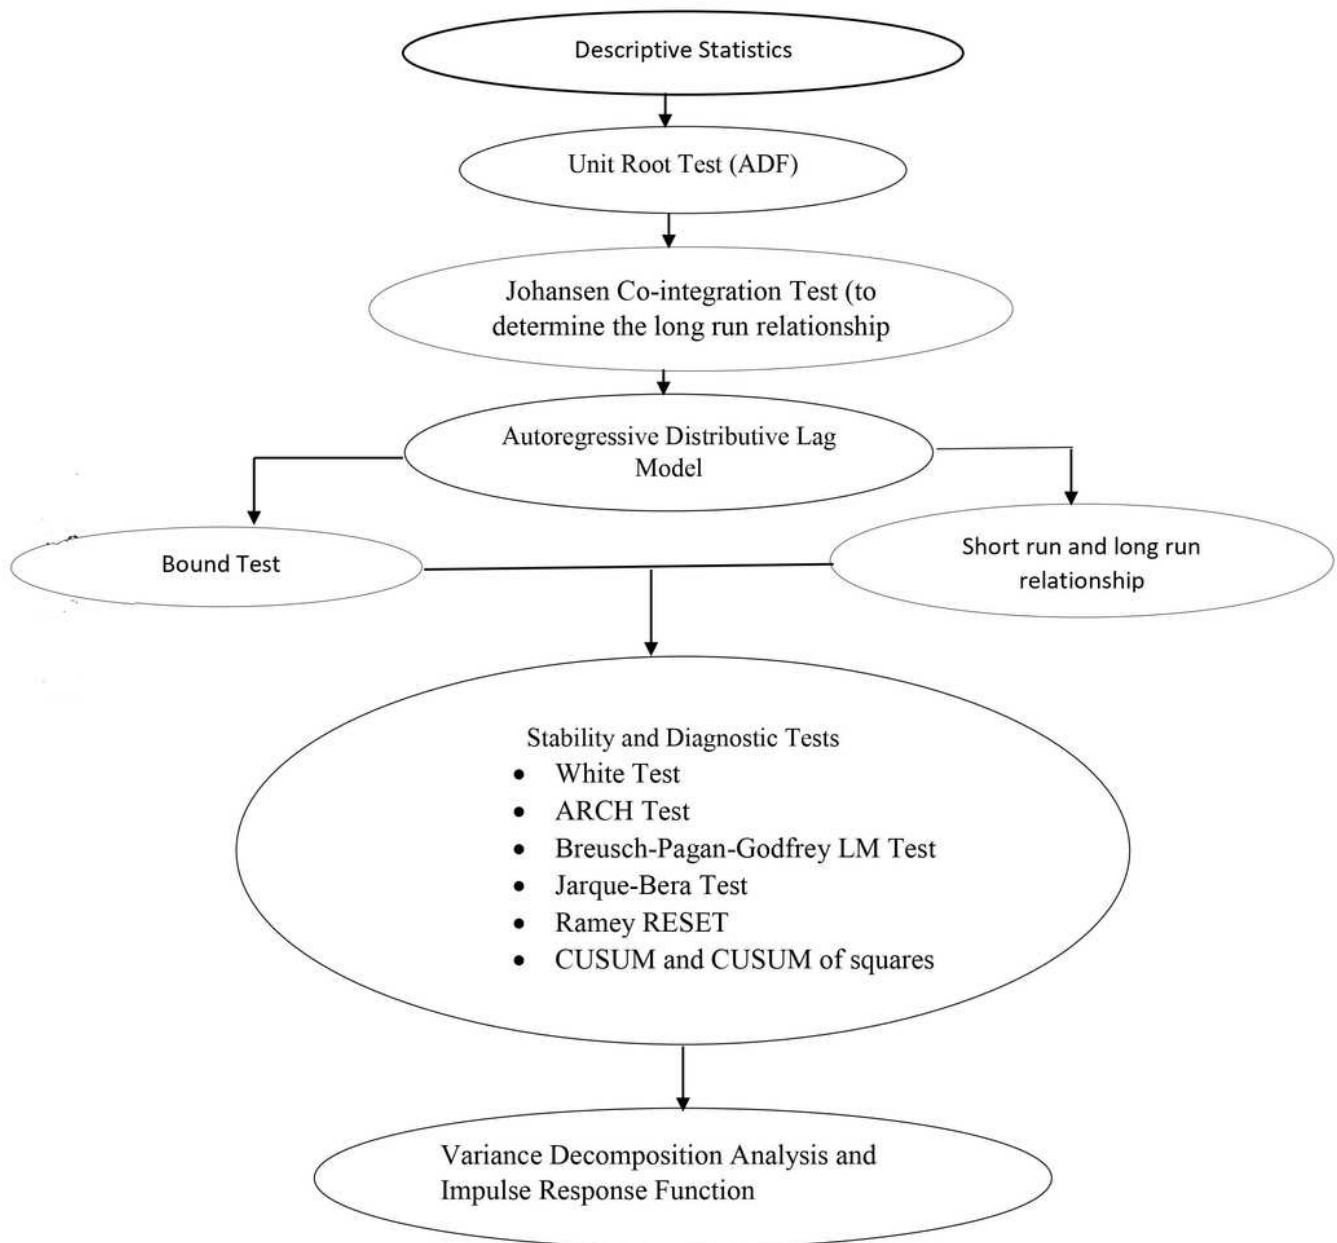 Descriptive Statistics
Unit Root Test (ADF)
Johansen Co-integration Test (to
determine the long run relationship
Autoregressive Distributive Lag
Model
Bound Test
Short run and long run
relationship
Stability and Diagnostic Tests
• White Test
• ARCH Test
• Breusch-Pagan-Godfrey LM Test
• Jarque-Bera Test
• Ramey RESET
• CUSUM and CUSUM of squares
Variance Decomposition Analysis and
Impulse Response Function